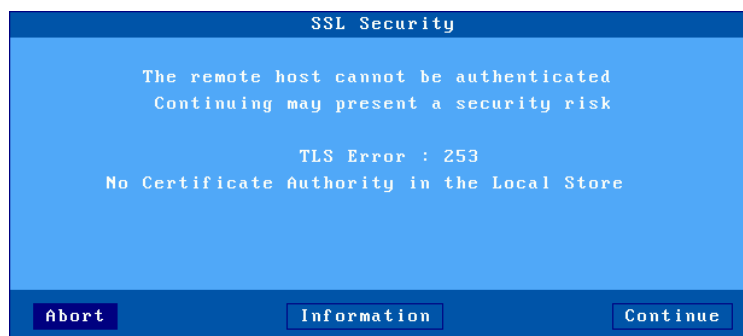 SSL Security
The remote host cannot be authenticated
Continuing may present a security risk
TLS Error : 253
No Certificate Authority in the Local Store
Abort Information Continue